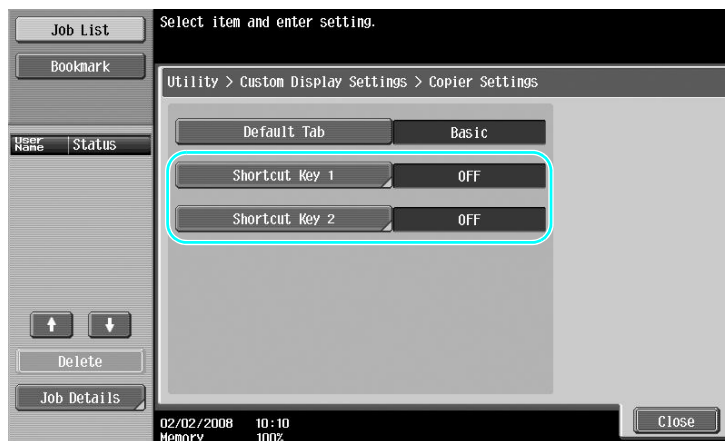 Job List
Bookmark
User Name Status
Delete
Job Details
Select item and enter setting.
Utility > Custom Display Settings > Copier Settings
Default Tab Basic
Shortcut Key 1 OFF
Shortcut Key 2 OFF
02/02/2008 10:10
Memory 100%
Close